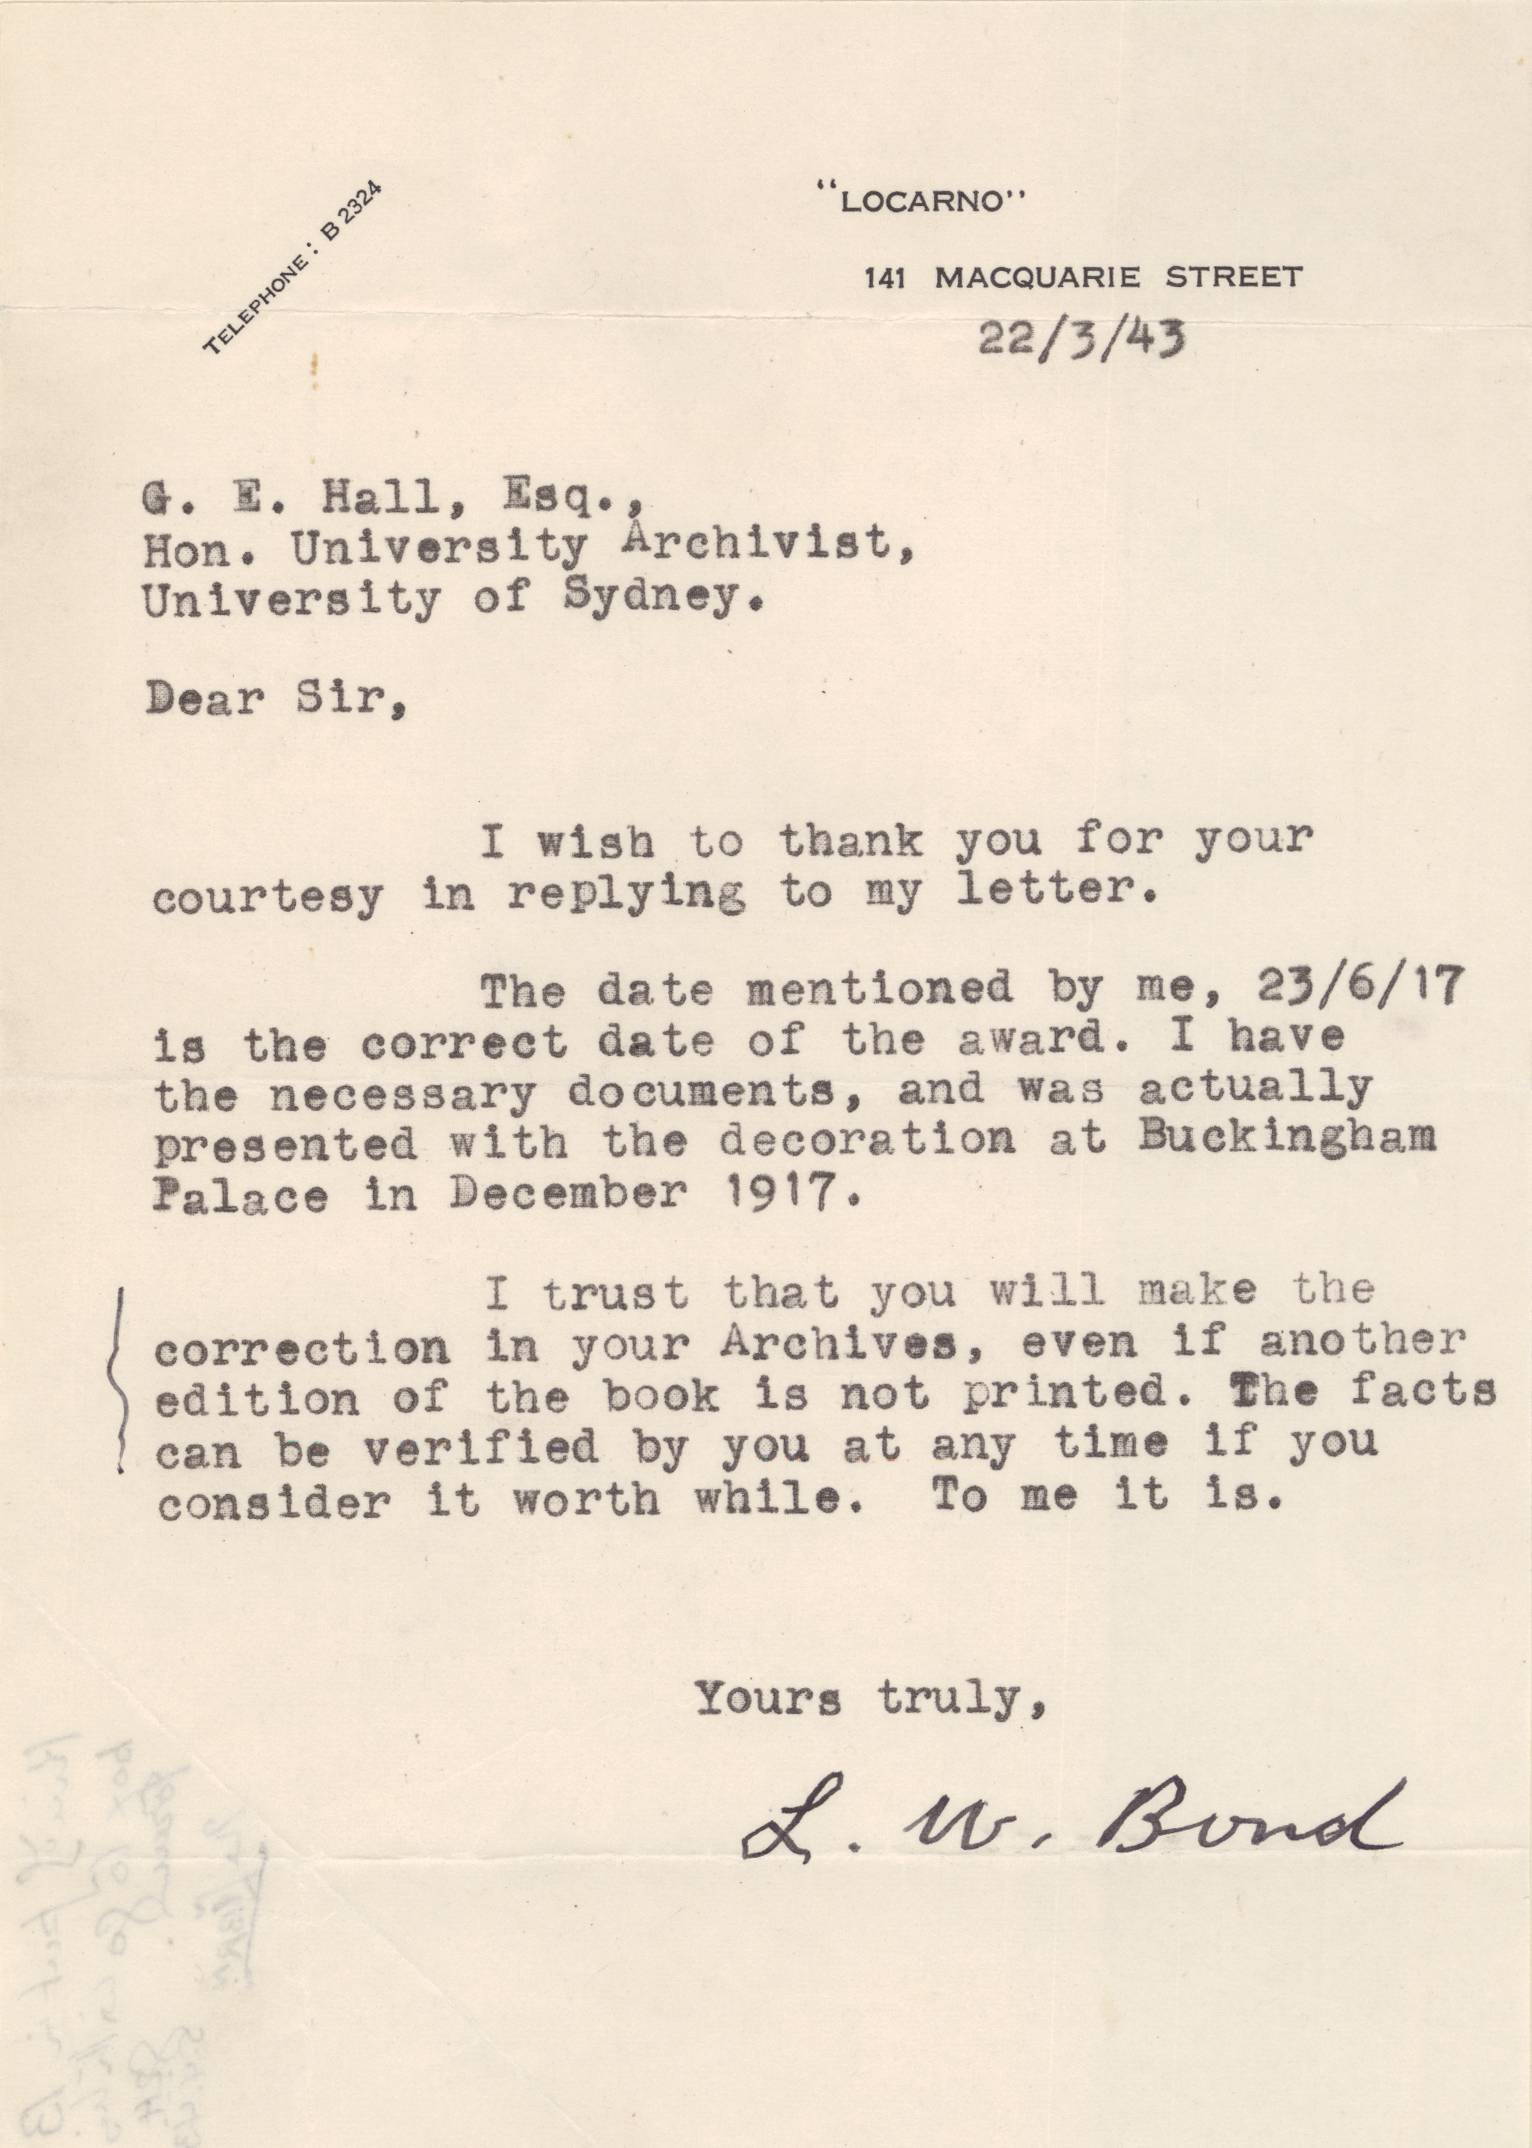 TELEPHONE: B 2324
"LOCARNO"
141 MACQUARIE STREET
22/3/43
G. E. Hall, Esq.,
Hon. University Archivist,
University of Sydney.
Dear Sir,
I wish to thank you for your
courtesy in replying to my letter.
The date mentioned by me, 23/6/17
is the correct date of the award. I have
the necessary documents, and was actually
presented with the decoration at Buckingham
Palace in December 1917.
I trust that you will make the
correction in your Archives, even if another
edition of the book is not printed. The facts
can be verified by you at any time if you
consider it worth while. To me it is.
Yours truly,
L. W. Bond